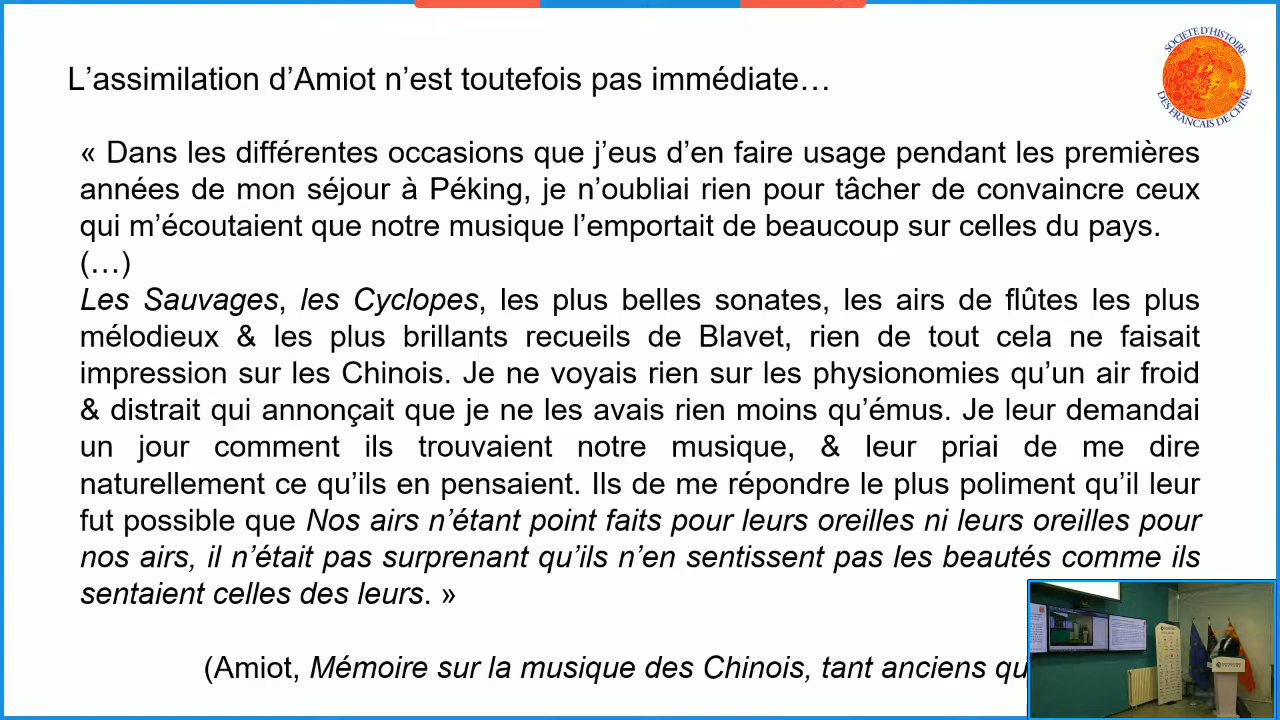 SOCIETE D'HISTOIRE
DES FRANCAIS DE CHINE
L’assimilation d’Amiot n’est toutefois pas immédiate…
« Dans les différentes occasions que j’eus d’en faire usage pendant les premières
années de mon séjour à Péking, je n’oubliai rien pour tâcher de convaincre ceux
qui m’écoutaient que notre musique l’emportait de beaucoup sur celles du pays.
(…)
Les Sauvages, les Cyclopes, les plus belles sonates, les airs de flûtes les plus
mélodieux & les plus brillants recueils de Blavet, rien de tout cela ne faisait
impression sur les Chinois. Je ne voyais rien sur les physionomies qu’un air froid
& distrait qui annonçait que je ne les avais rien moins qu’émus. Je leur demandai
un jour comment ils trouvaient notre musique, & leur priai de me dire
naturellement ce qu’ils en pensaient. Ils de me répondre le plus poliment qu’il leur
fut possible que Nos airs n’étant point faits pour leurs oreilles ni leurs oreilles pour
nos airs, il n’était pas surprenant qu’ils n’en sentissent pas les beautés comme ils
sentaient celles des leurs. »
(Amiot, Mémoire sur la musique des Chinois, tant anciens qu